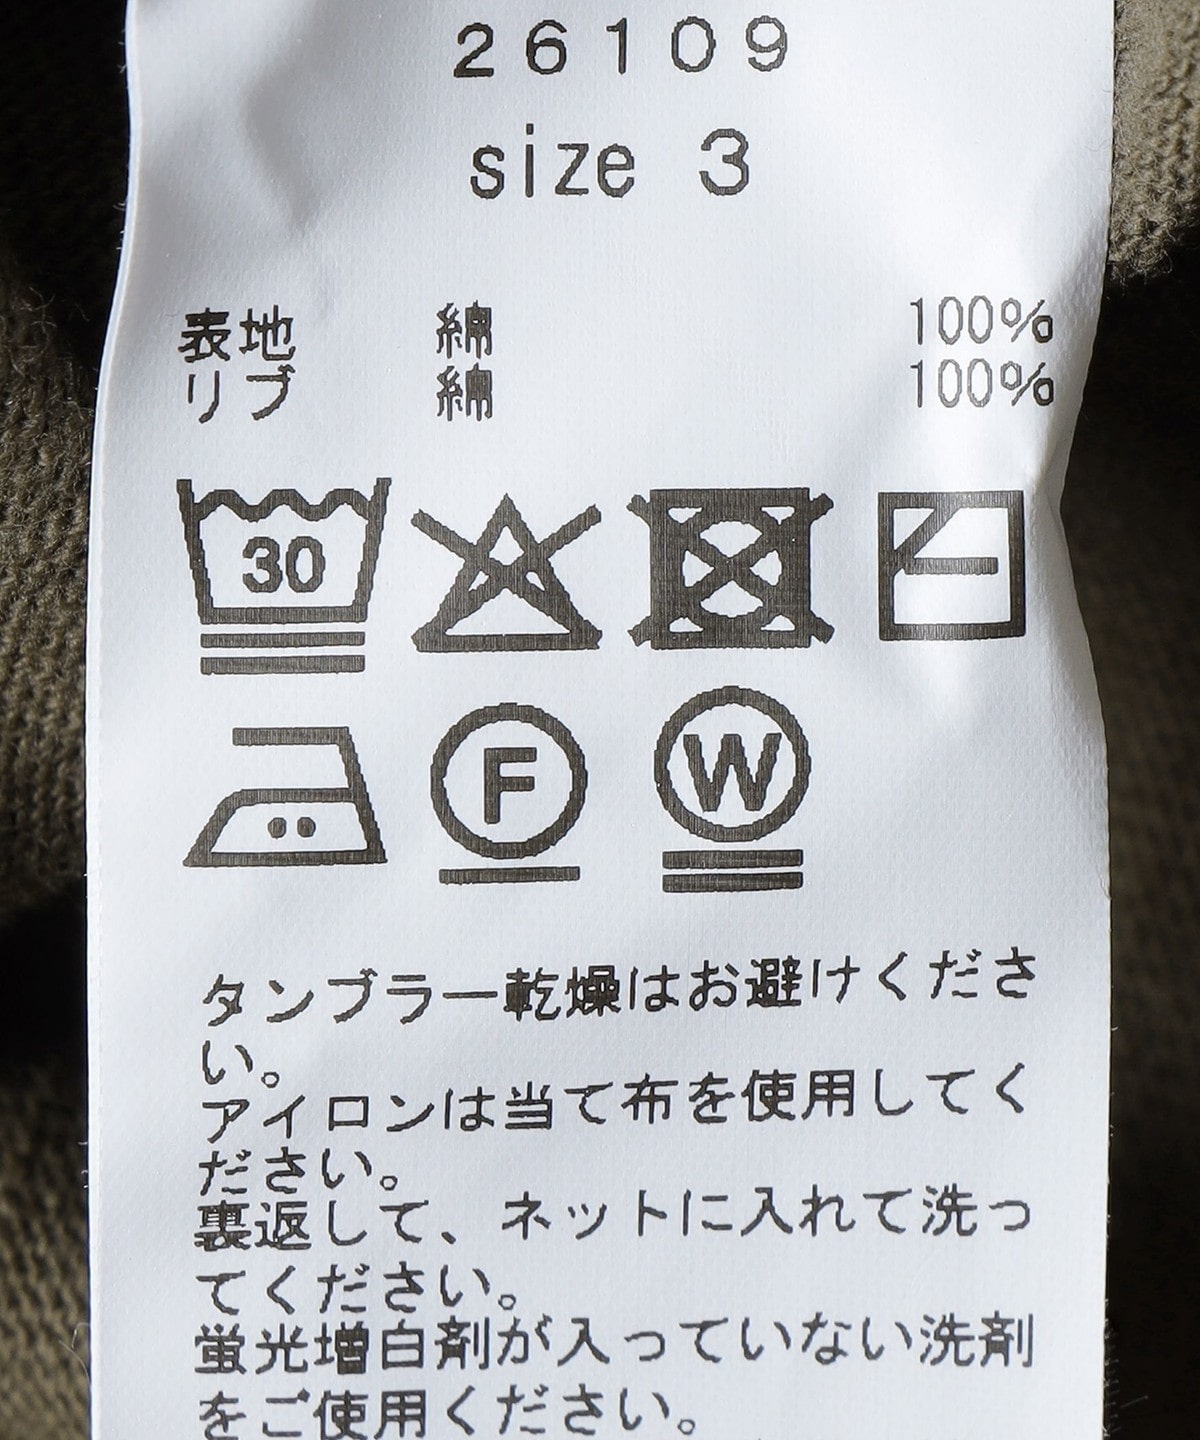 26109
size 3
表地 綿 100%
リブ 綿 100%
30
F W
タンブラー乾燥はお避けくださ
い。
アイロンは当て布を使用してく
ださい。
裏返して、ネットに入れて洗っ
てください。
蛍光増白剤が入っていない洗剤
をご使用ください。